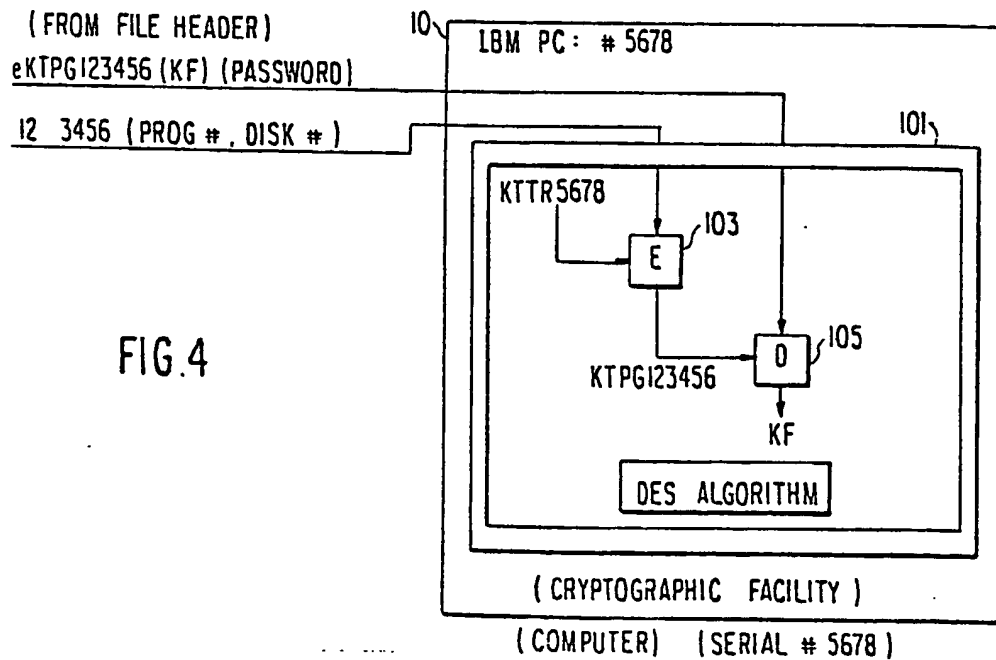 (FROM FILE HEADER)
eKTPG123456 (KF) (PASSWORD)
12 3456 (PROG #, DISK #)
10
IBM PC: # 5678
101
KTTR5678
E
103
D
105
KTPG123456
KF
DES ALGORITHM
FIG.4
(CRYPTOGRAPHIC FACILITY)
(COMPUTER) (SERIAL # 5678)